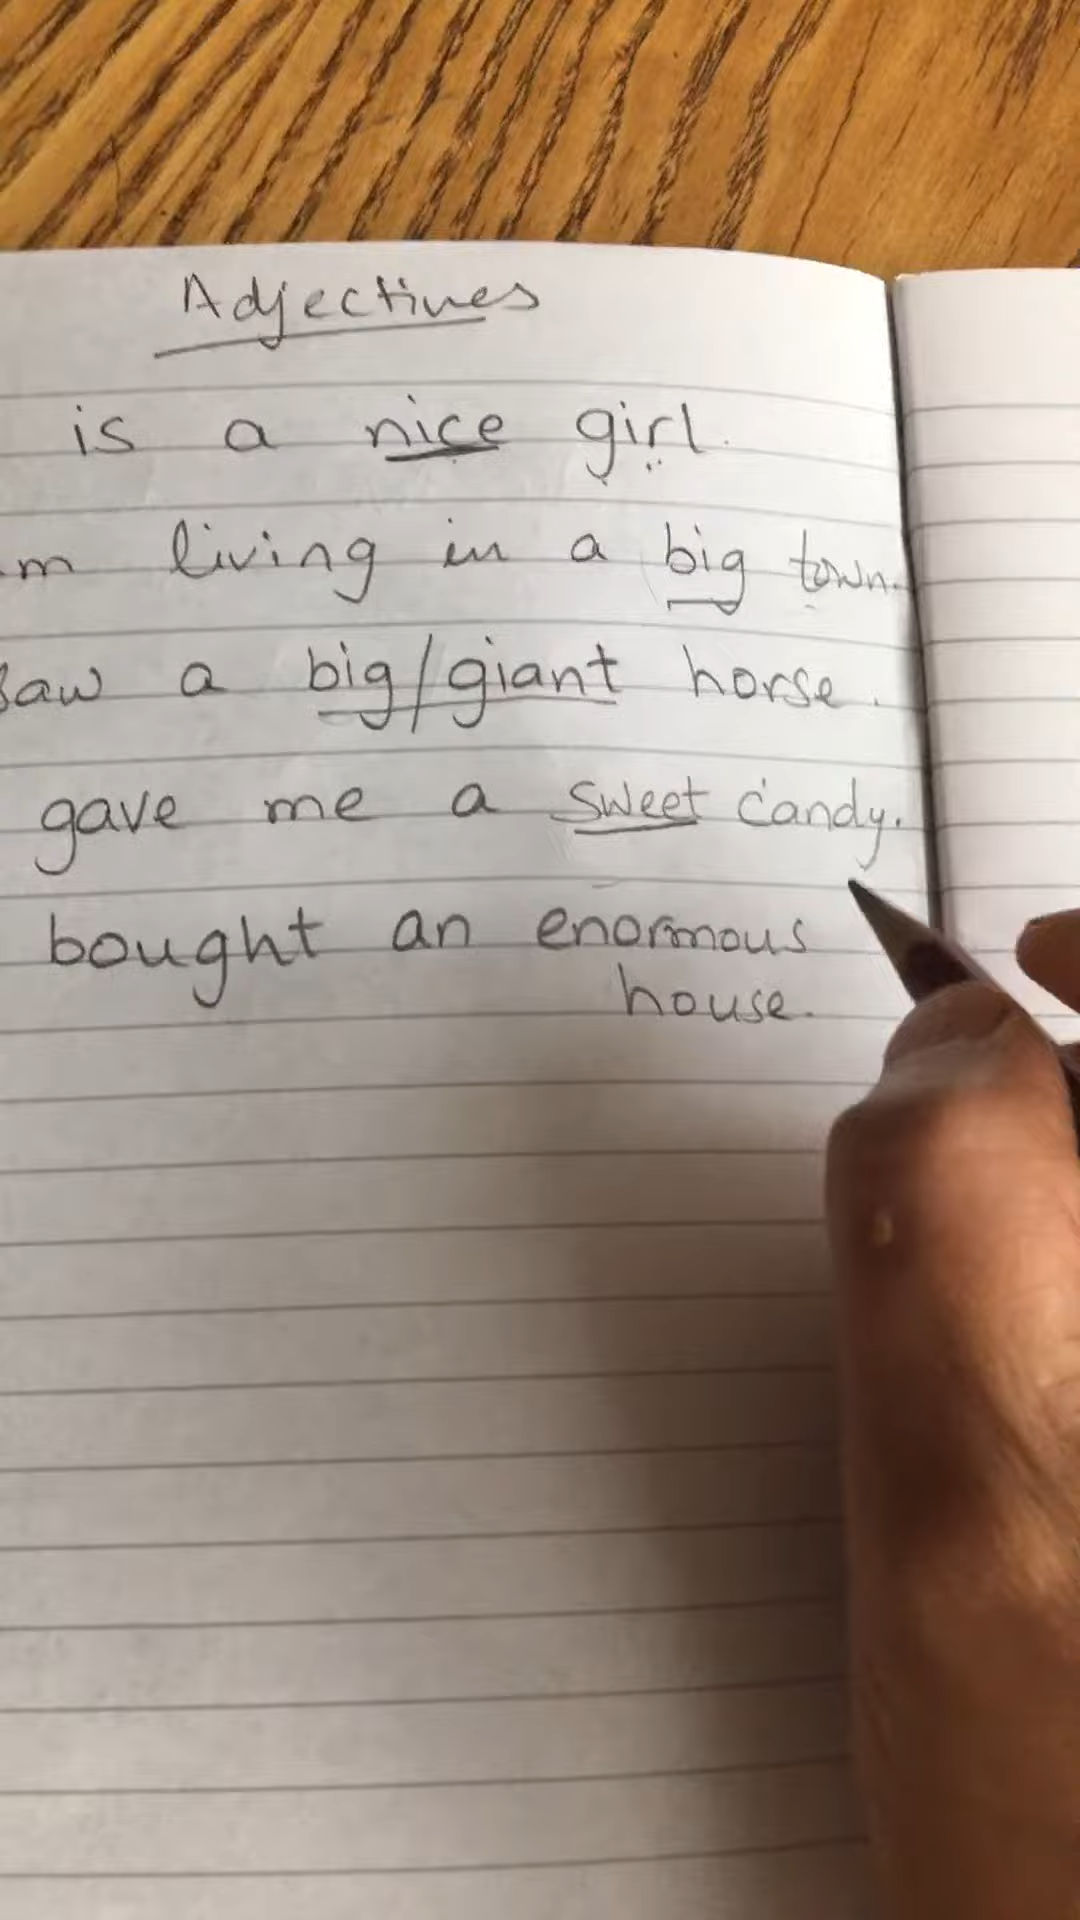 Adjectives
is a nice girl.
m living in a big town.
saw a big/giant horse.
gave me a sweet candy.
bought an enormous
house.